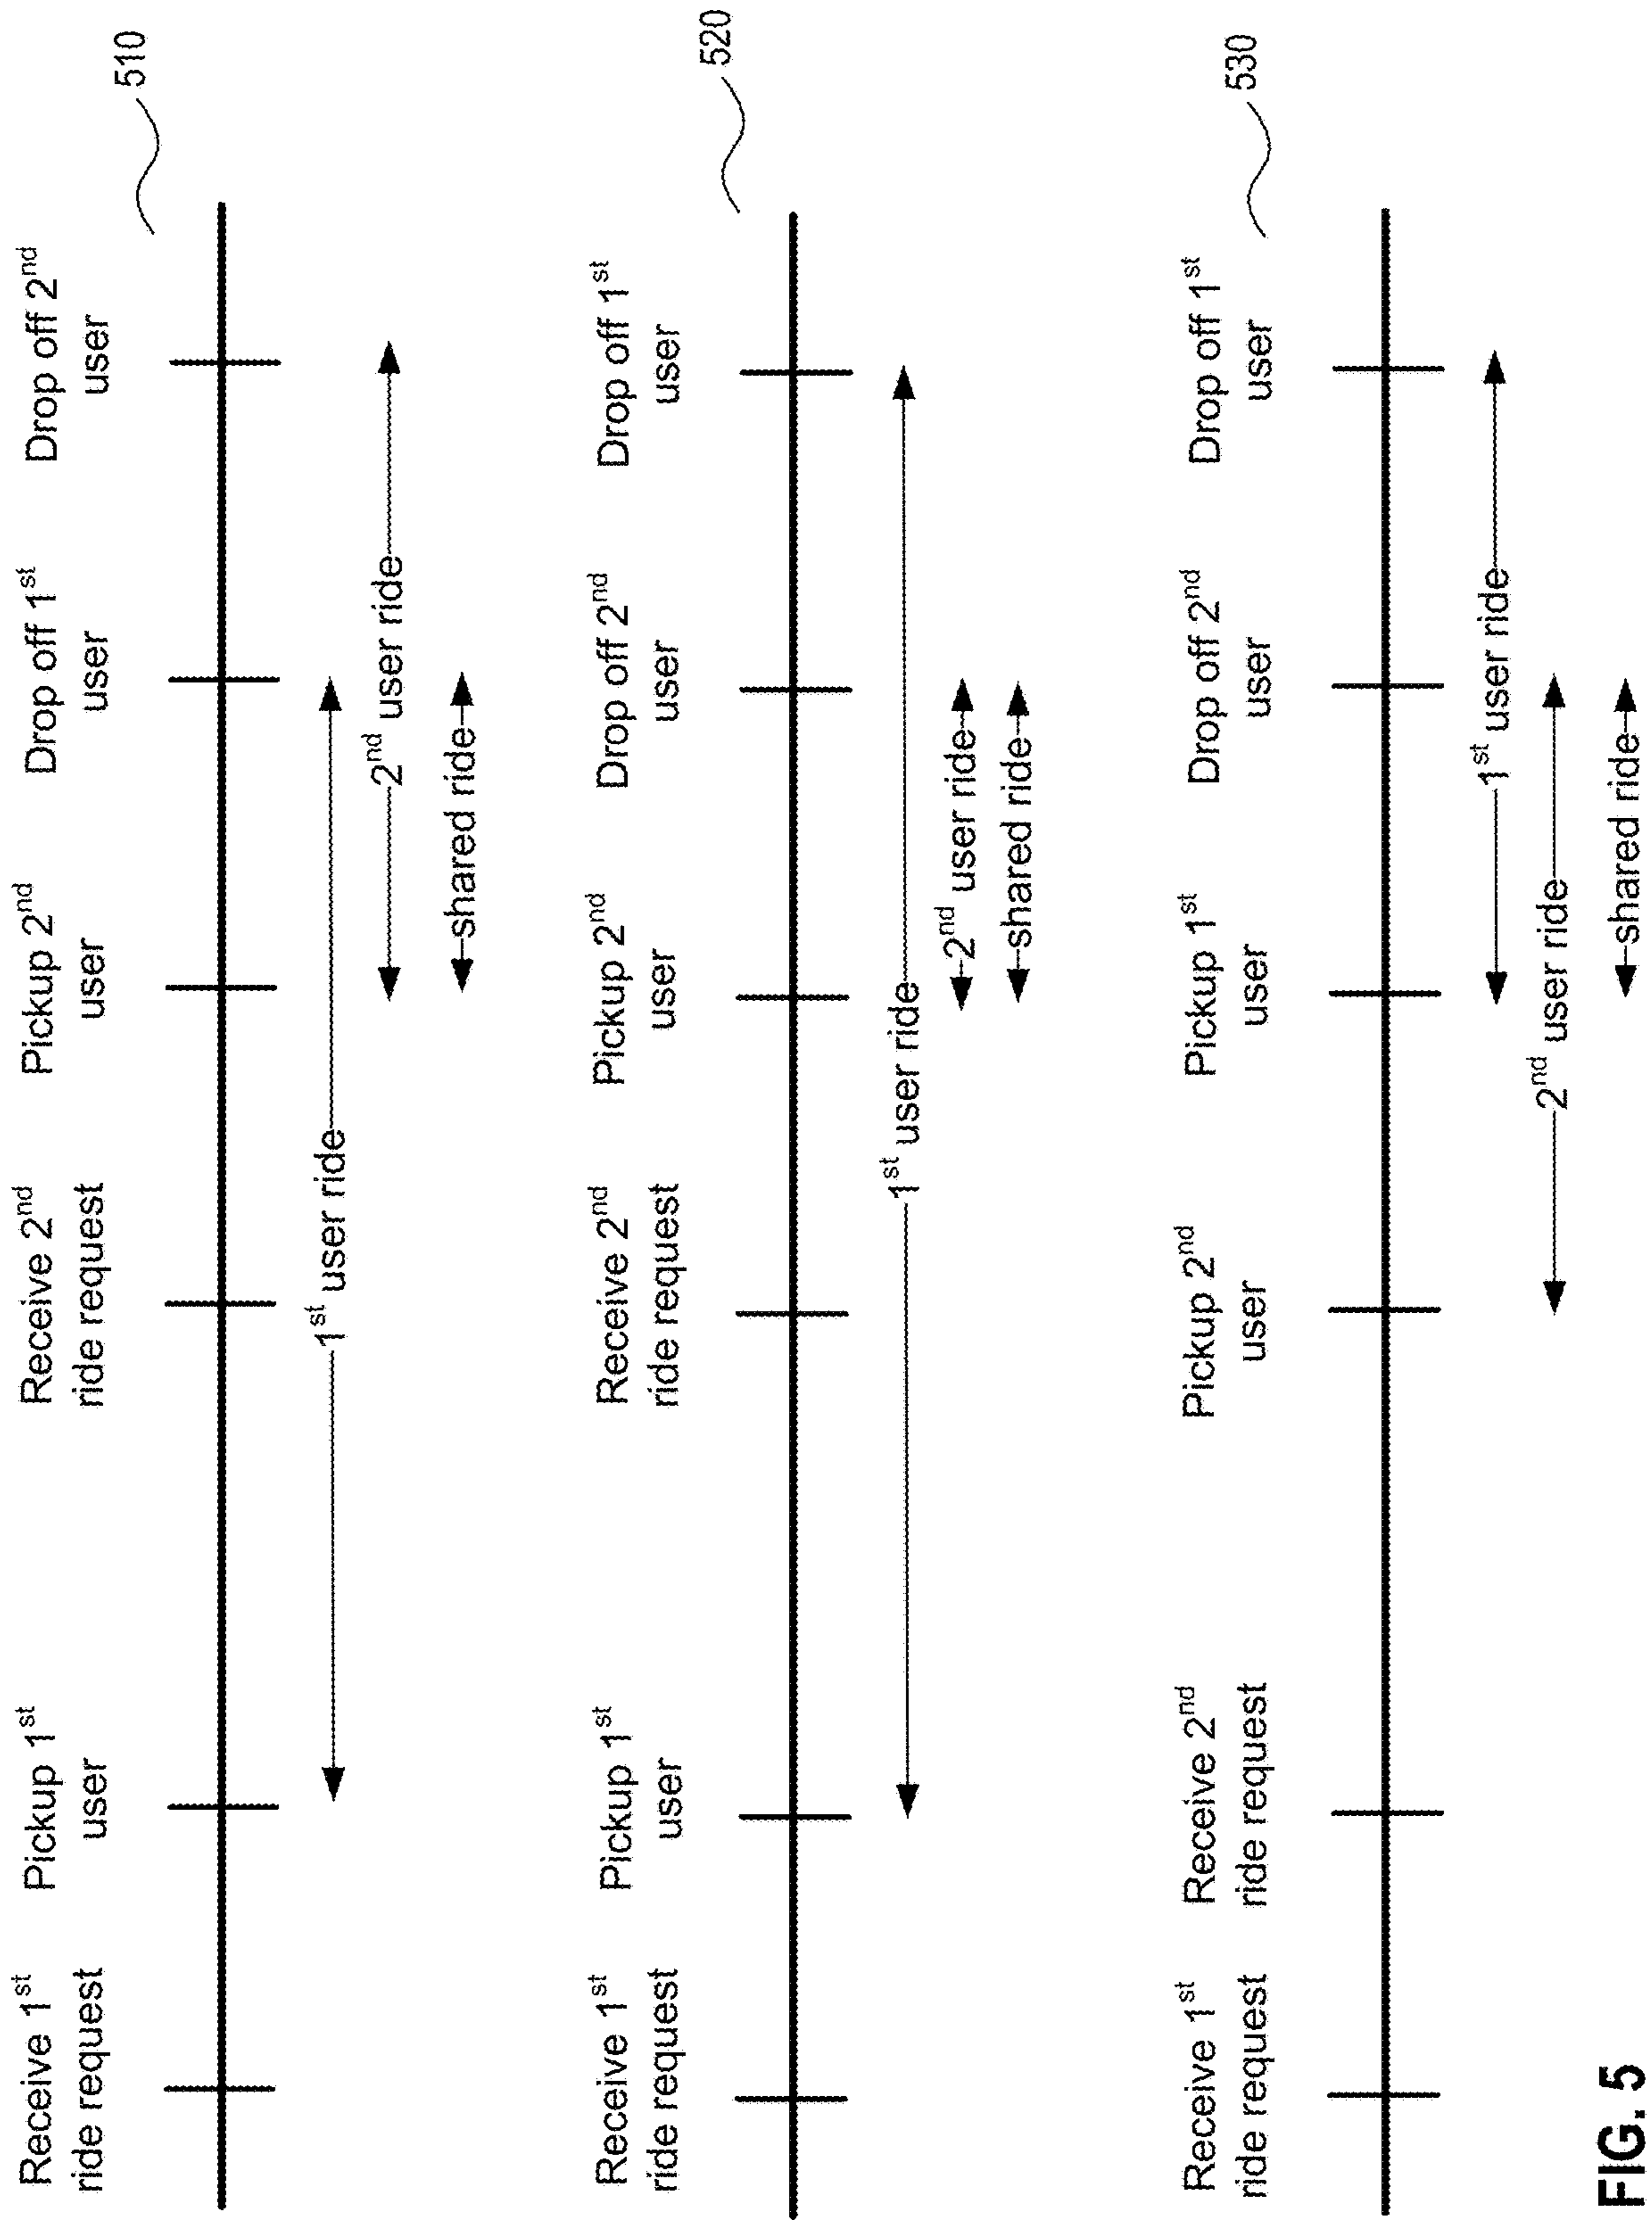 510
Receive 1st Pickup 1st Receive 2nd Pickup 2nd Drop off 1st Drop off 2nd
ride request user ride request user user user
1st user ride
2nd user ride
shared ride
520
Receive 1st Pickup 1st Receive 2nd Pickup 2nd Drop off 2nd Drop off 1st
ride request user ride request user user user
1st user ride
2nd user ride
shared ride
530
Receive 1st Receive 2nd Pickup 2nd Pickup 1st Drop off 2nd Drop off 1st
ride request ride request user user user user
1st user ride
2nd user ride
shared ride
FIG. 5